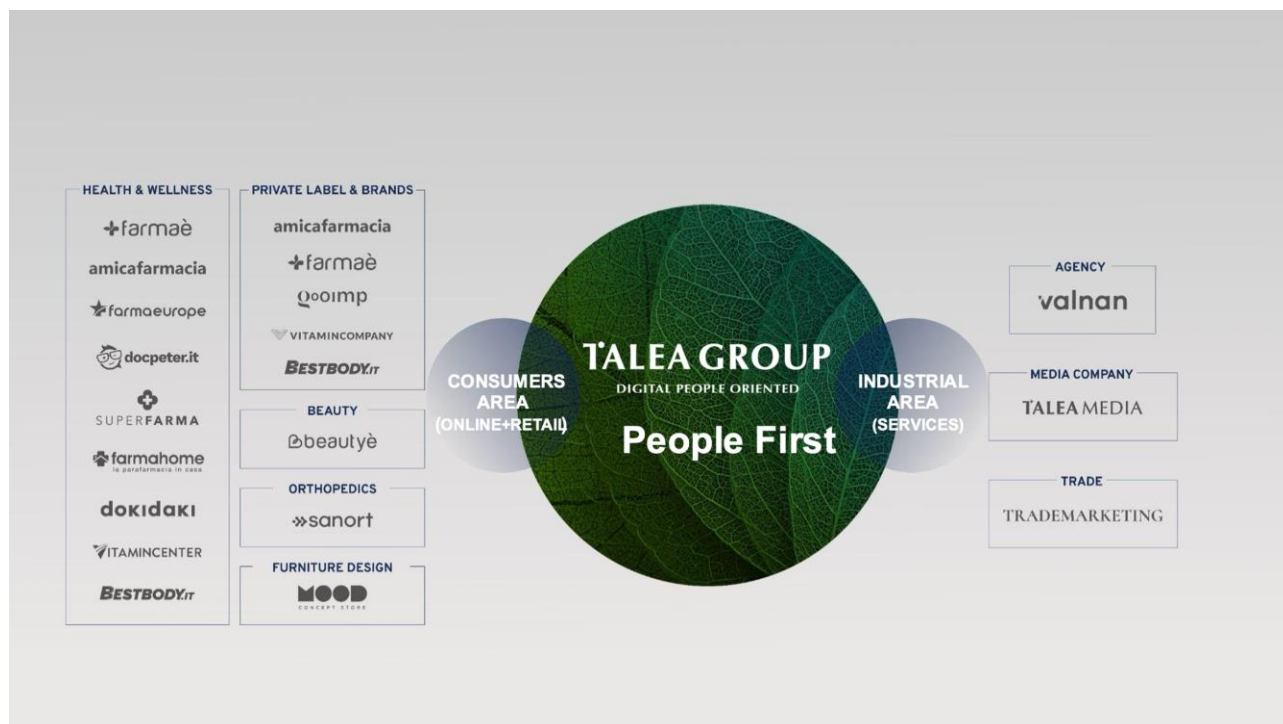 HEALTH & WELLNESS
farmaè
amicafarmacia
farmaeurope
docpeter.it
SUPERFARMA
farmahome
la parafarmacia in casa
dokidaki
VITAMINCENTER
BESTBODY.IT
PRIVATE LABEL & BRANDS
amicafarmacia
farmaè
gooimp
VITAMINCOMPANY
BESTBODY.IT
BEAUTY
beautyè
ORTHOPEDICS
sanort
FURNITURE DESIGN
MOOD
CONCEPT STORE
CONSUMERS
AREA
(ONLINE+RETAIL)
TALEA GROUP
DIGITAL PEOPLE ORIENTED
People First
INDUSTRIAL
AREA
(SERVICES)
AGENCY
valnan
MEDIA COMPANY
TALEA MEDIA
TRADE
TRADEMARKETING